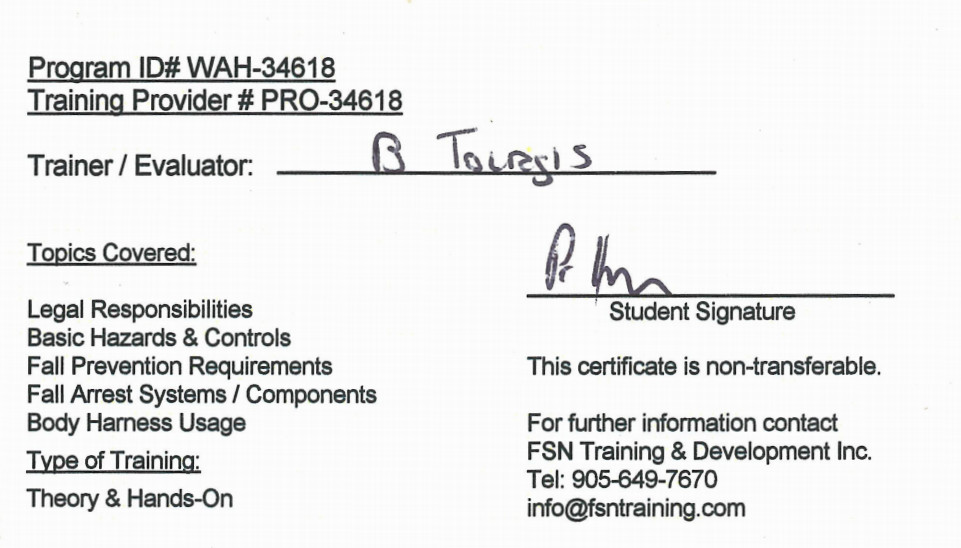 Program ID# WAH-34618
Training Provider # PRO-34618
Trainer / Evaluator: B Tourgis
Topics Covered:
Legal Responsibilities
Basic Hazards & Controls
Fall Prevention Requirements
Fall Arrest Systems / Components
Body Harness Usage
Type of Training:
Theory & Hands-On
Student Signature
This certificate is non-transferable.
For further information contact
FSN Training & Development Inc.
Tel: 905-649-7670
info@fsntraining.com